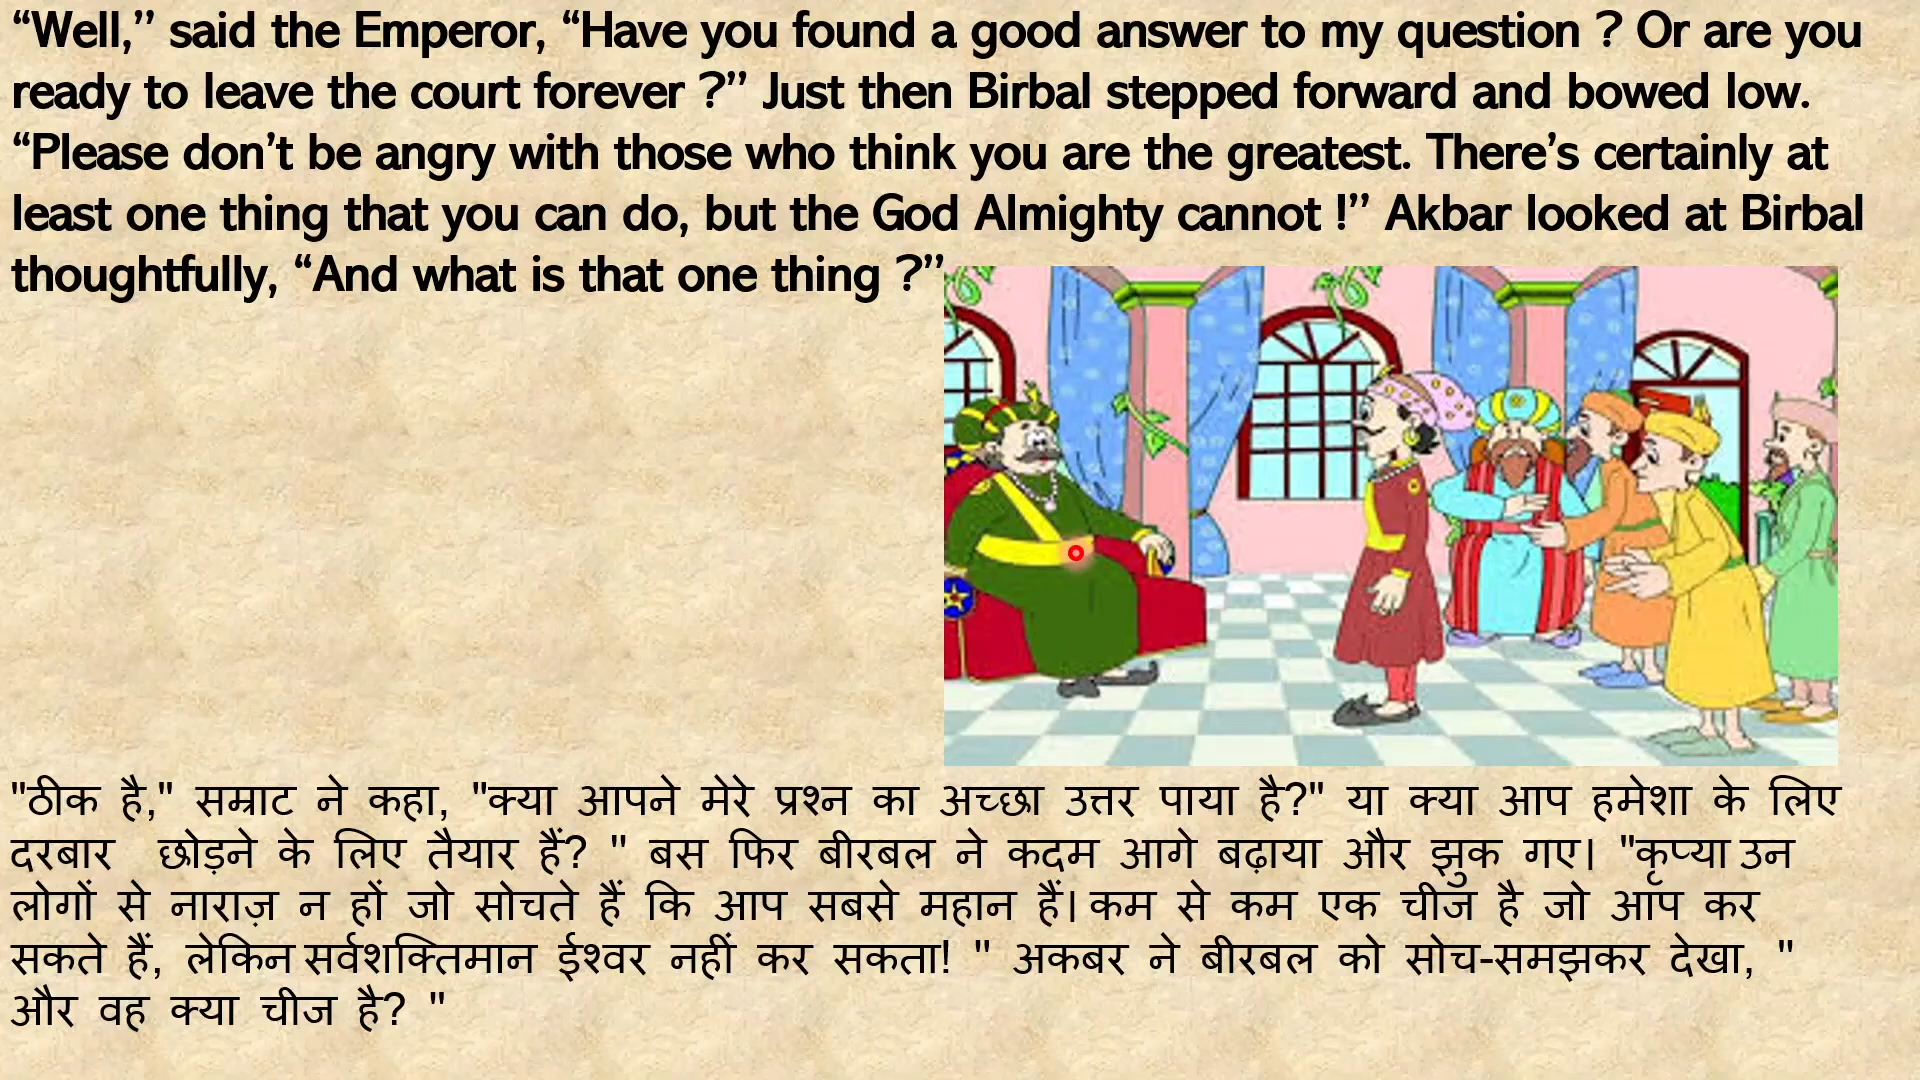 “Well,’’ said the Emperor, “Have you found a good answer to my question ? Or are you
ready to leave the court forever ?” Just then Birbal stepped forward and bowed low.
“Please don’t be angry with those who think you are the greatest. There’s certainly at
least one thing that you can do, but the God Almighty cannot !” Akbar looked at Birbal
thoughtfully, “And what is that one thing ?”
"ठीक है," सम्राट ने कहा, "क्या आपने मेरे प्रश्न का अच्छा उत्तर पाया है?" या क्या आप हमेशा के लिए
दरबार छोड़ने के लिए तैयार हैं? " बस फिर बीरबल ने कदम आगे बढ़ाया और झुक गए। "कृप्या उन
लोगों से नाराज़ न हों जो सोचते हैं कि आप सबसे महान हैं। कम से कम एक चीज है जो आप कर
सकते हैं, लेकिन सर्वशक्तिमान ईश्वर नहीं कर सकता! " अकबर ने बीरबल को सोच-समझकर देखा, "
और वह क्या चीज है? "